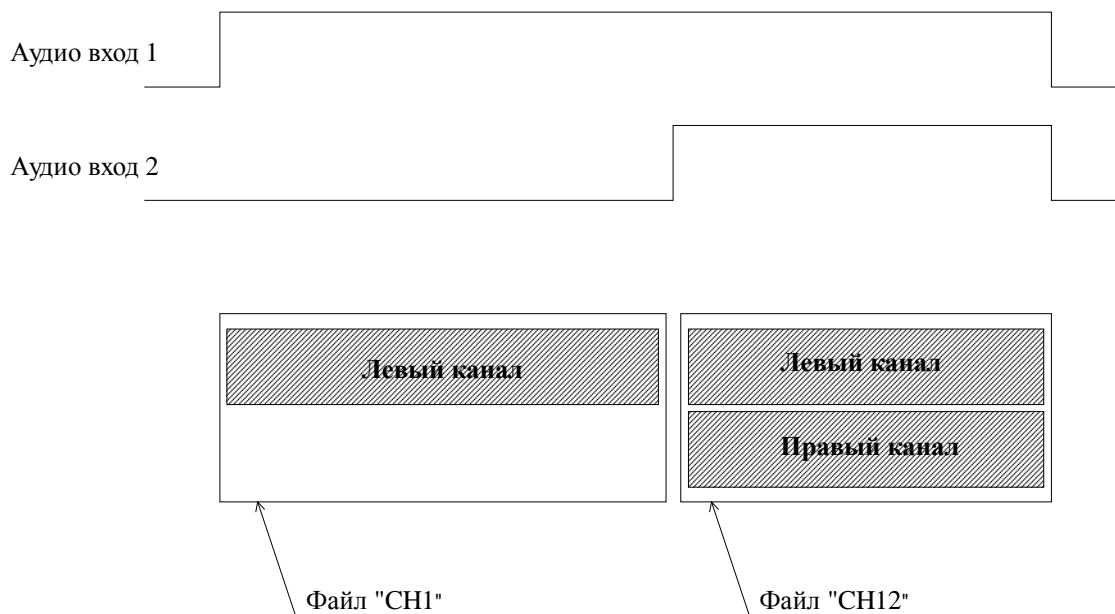 Аудио вход 1
Аудио вход 2
Левый канал
Левый канал
Правый канал
Файл "CH1"
Файл "CH12"